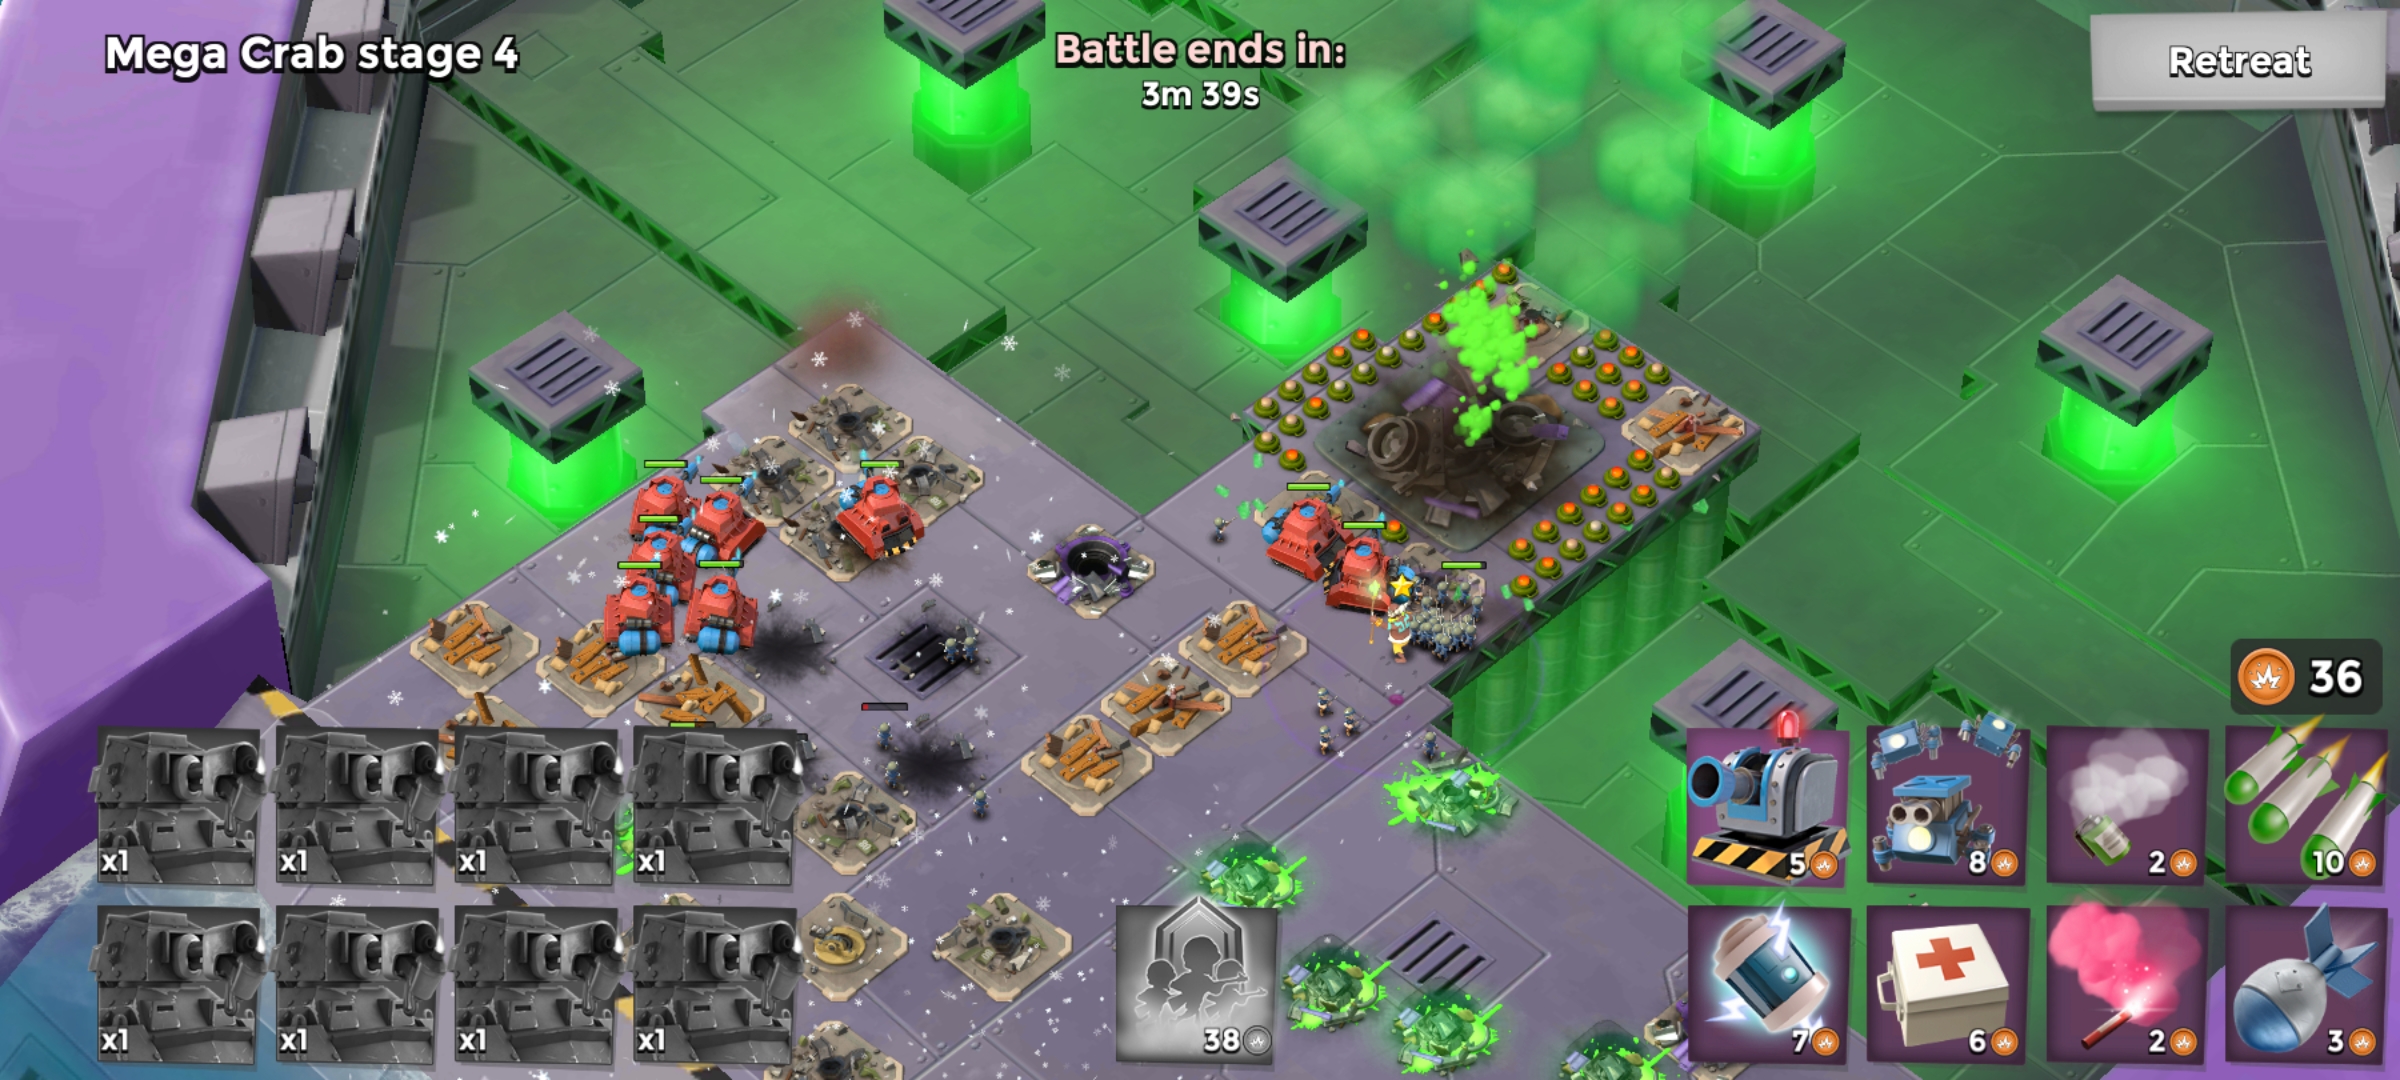 Mega Crab stage 4
Battle ends in:
3m 39s
Retreat
36
x1 x1 x1 x1
5 8 2 10
x1 x1 x1 x1
38
7 6 2 3